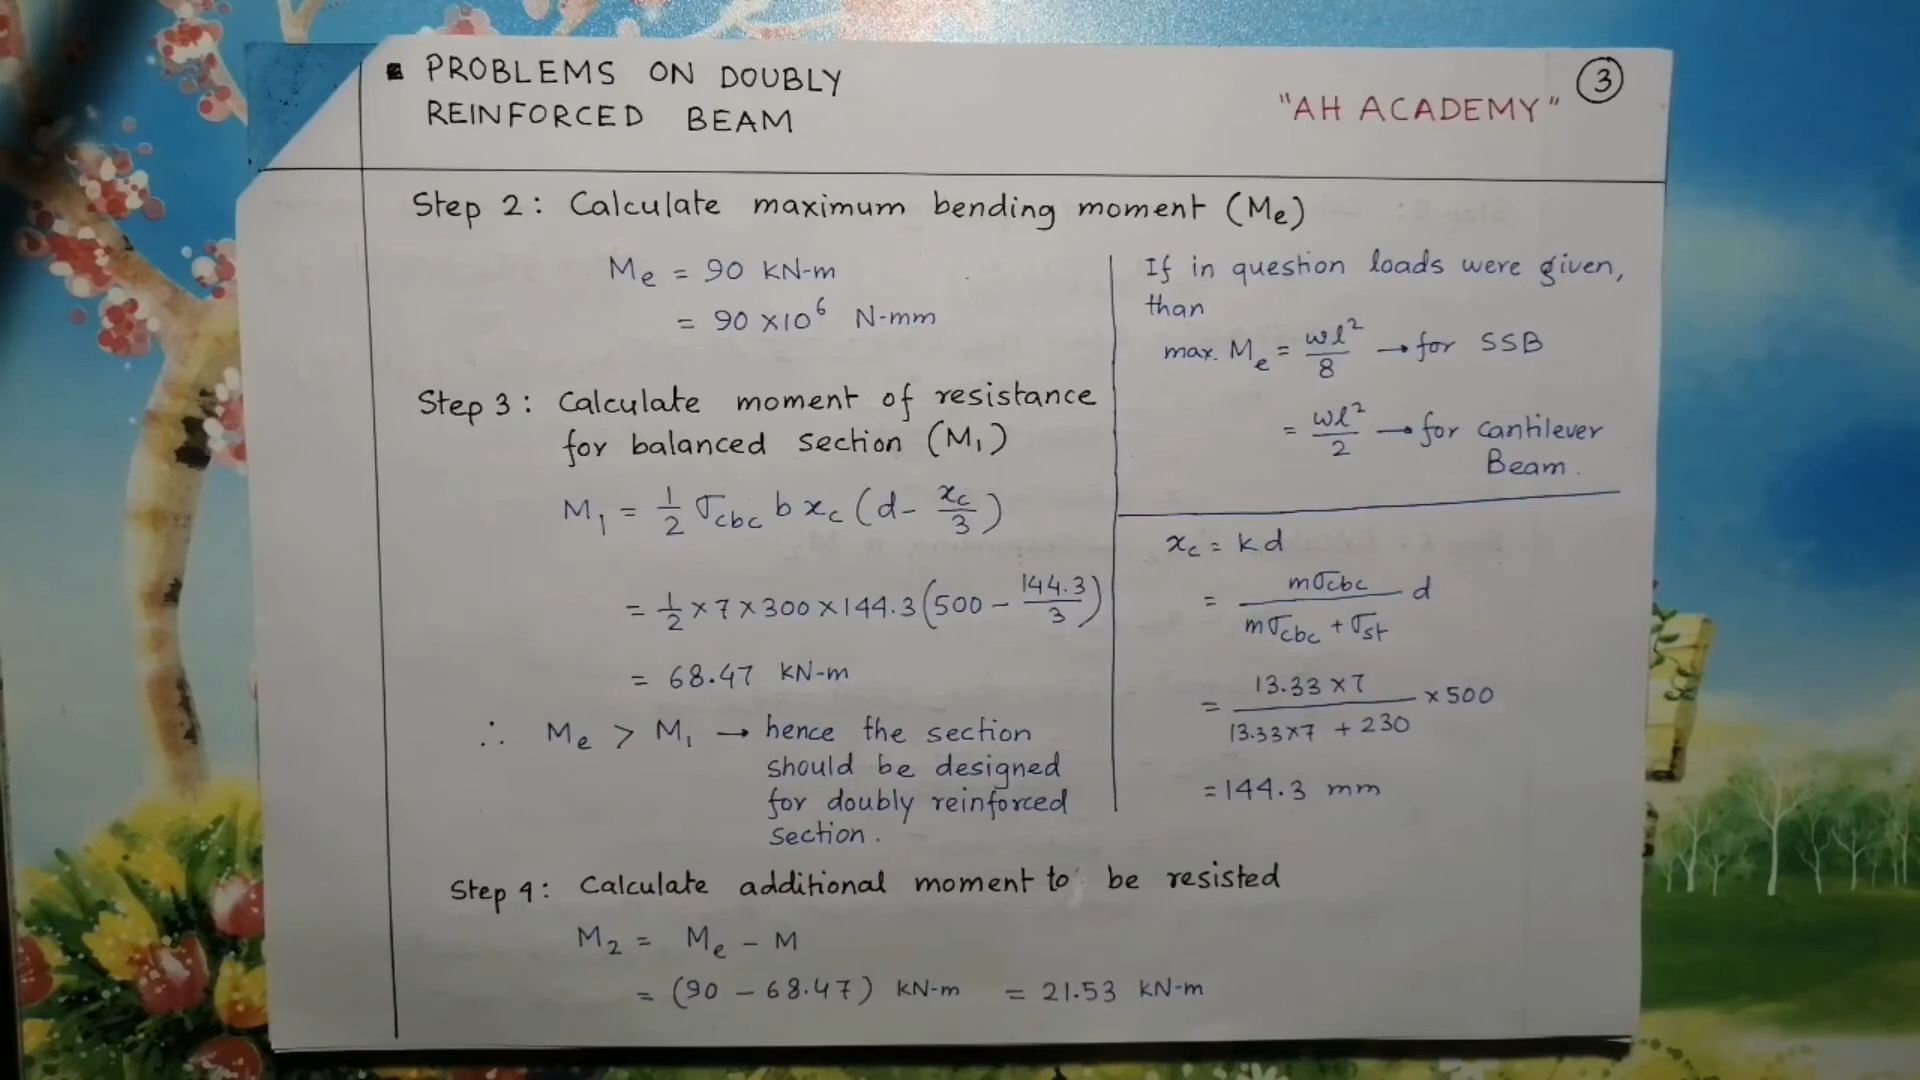 PROBLEMS ON DOUBLY
REINFORCED BEAM
"AH ACADEMY"
3
Step 2: Calculate maximum bending moment (Me)
Me = 90 KN-m
= 90 ×10⁶ N-mm
Step 3: Calculate moment of resistance
for balanced section (M₁)
M₁ = 1/2 σcbc b xc (d - xc/3)
= 1/2 × 7 × 300 × 144.3 (500 - 144.3/3)
= 68.47 KN-m
∴ Me > M₁ → hence the section
should be designed
for doubly reinforced
section.
If in question loads were given,
than
max. Me = wl²/8 → for SSB
= wl²/2 → for cantilever
Beam.
xc = kd
= mσcbc/(mσcbc + σst) d
= 13.33 × 7/(13.33×7 + 230) × 500
= 144.3 mm
Step 4: Calculate additional moment to be resisted
M₂ = Me - M
= (90 - 68.47) KN-m = 21.53 KN-m